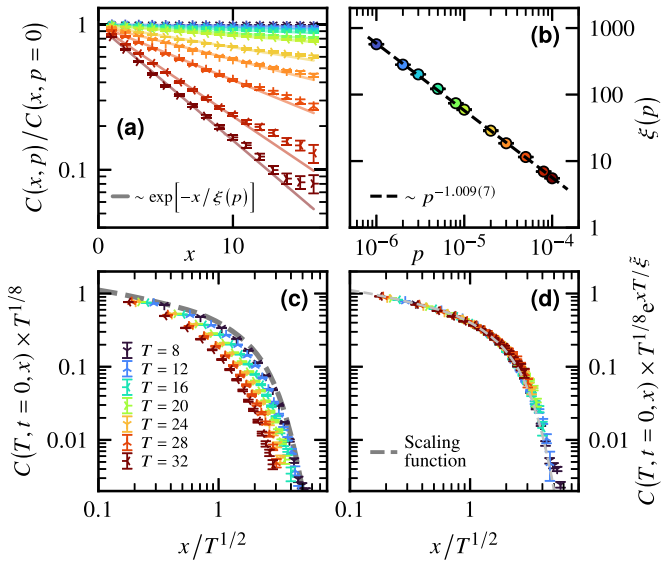 C(x, p)/C(x, p = 0)
1
0.1
(a)
~ exp[−x/ξ(p)]
0
10
x
(b)
1000
100
10
1
ξ(p)
~ p^−1.009(7)
10^−6
10^−5
10^−4
p
C(T, t = 0, x) × T^1/8
1
0.1
0.01
(c)
T = 8
T = 12
T = 16
T = 20
T = 24
T = 28
T = 32
0.1
1
x/T^1/2
(d)
1
0.1
0.01
Scaling
function
0.1
1
x/T^1/2
C(T, t = 0, x) × T^1/8 e^xT/ξ̃